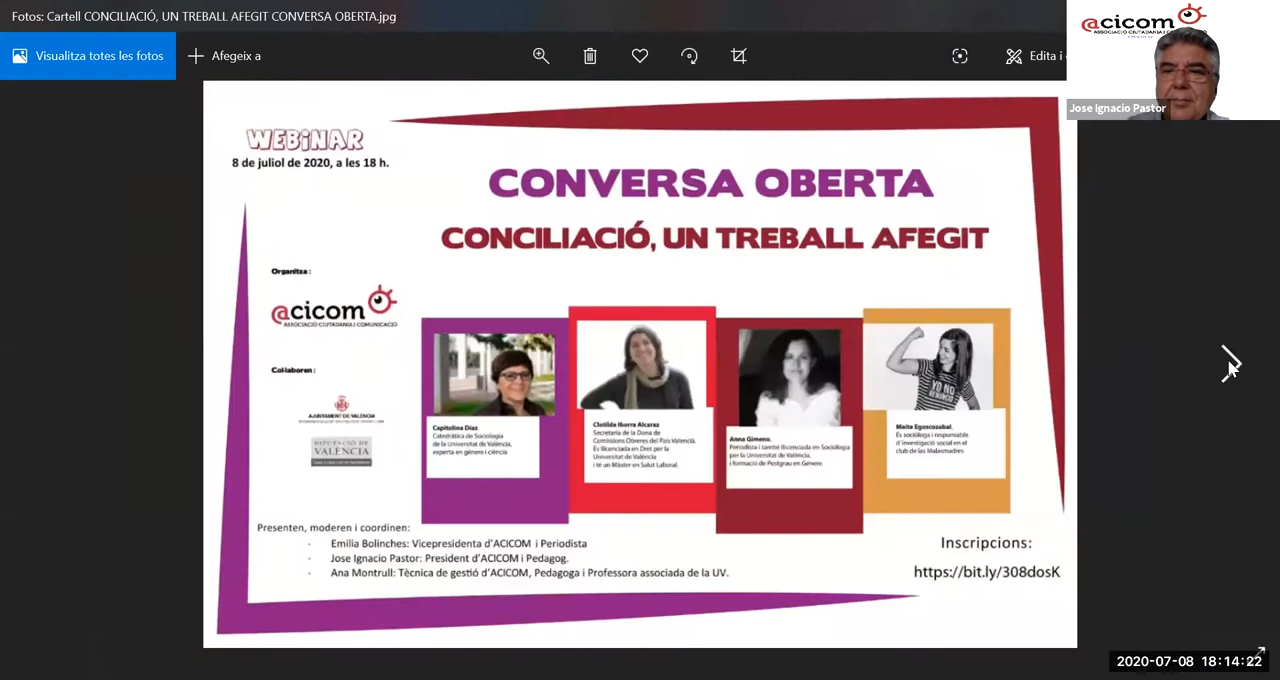 Fotos: Cartell CONCILIACIÓ, UN TREBALL AFEGIT CONVERSA OBERTA.jpg
Visualitza totes les fotos
Afegeix a
Edita i
@cicom
ASSOCIACIÓ CIUTADANIA I COMUNICACIÓ
Jose Ignacio Pastor
WEBINAR
8 de juliol de 2020, a les 18 h.
CONVERSA OBERTA
CONCILIACIÓ, UN TREBALL AFEGIT
Organitza :
@cicom
ASSOCIACIÓ CIUTADANIA I COMUNICACIÓ
Col·laboren :
AJUNTAMENT DE VALÈNCIA
DIPUTACIÓ DE
VALÈNCIA
Capitolina Díaz
Catedràtica de Sociologia
de la Universitat de València,
experta en gènere i ciència
Clotilde Iborra Alcaraz
Secretaria de la Dona de
Comissions Obreres del País Valencià.
És llicenciada en Dret per la
Universitat de València
i té un Màster en Salut Laboral.
Anna Gimeno.
Periodista i també llicenciada en Sociologia
per la Universitat de València,
i formació de Postgrau en Gènere.
YO NO
RENUNCIO
Maite Egoscozabal.
És sociòloga i responsable
d´investigació social en el
club de las Malasmadres
Presenten, moderen i coordinen:
- Emilia Bolinches: Vicepresidenta d'ACICOM i Periodista
- Jose Ignacio Pastor: President d'ACICOM i Pedagog.
- Ana Montrull: Tècnica de gestió d'ACICOM, Pedagoga i Professora associada de la UV.
Inscripcions:
https://bit.ly/308dosK
2020-07-08 18:14:22